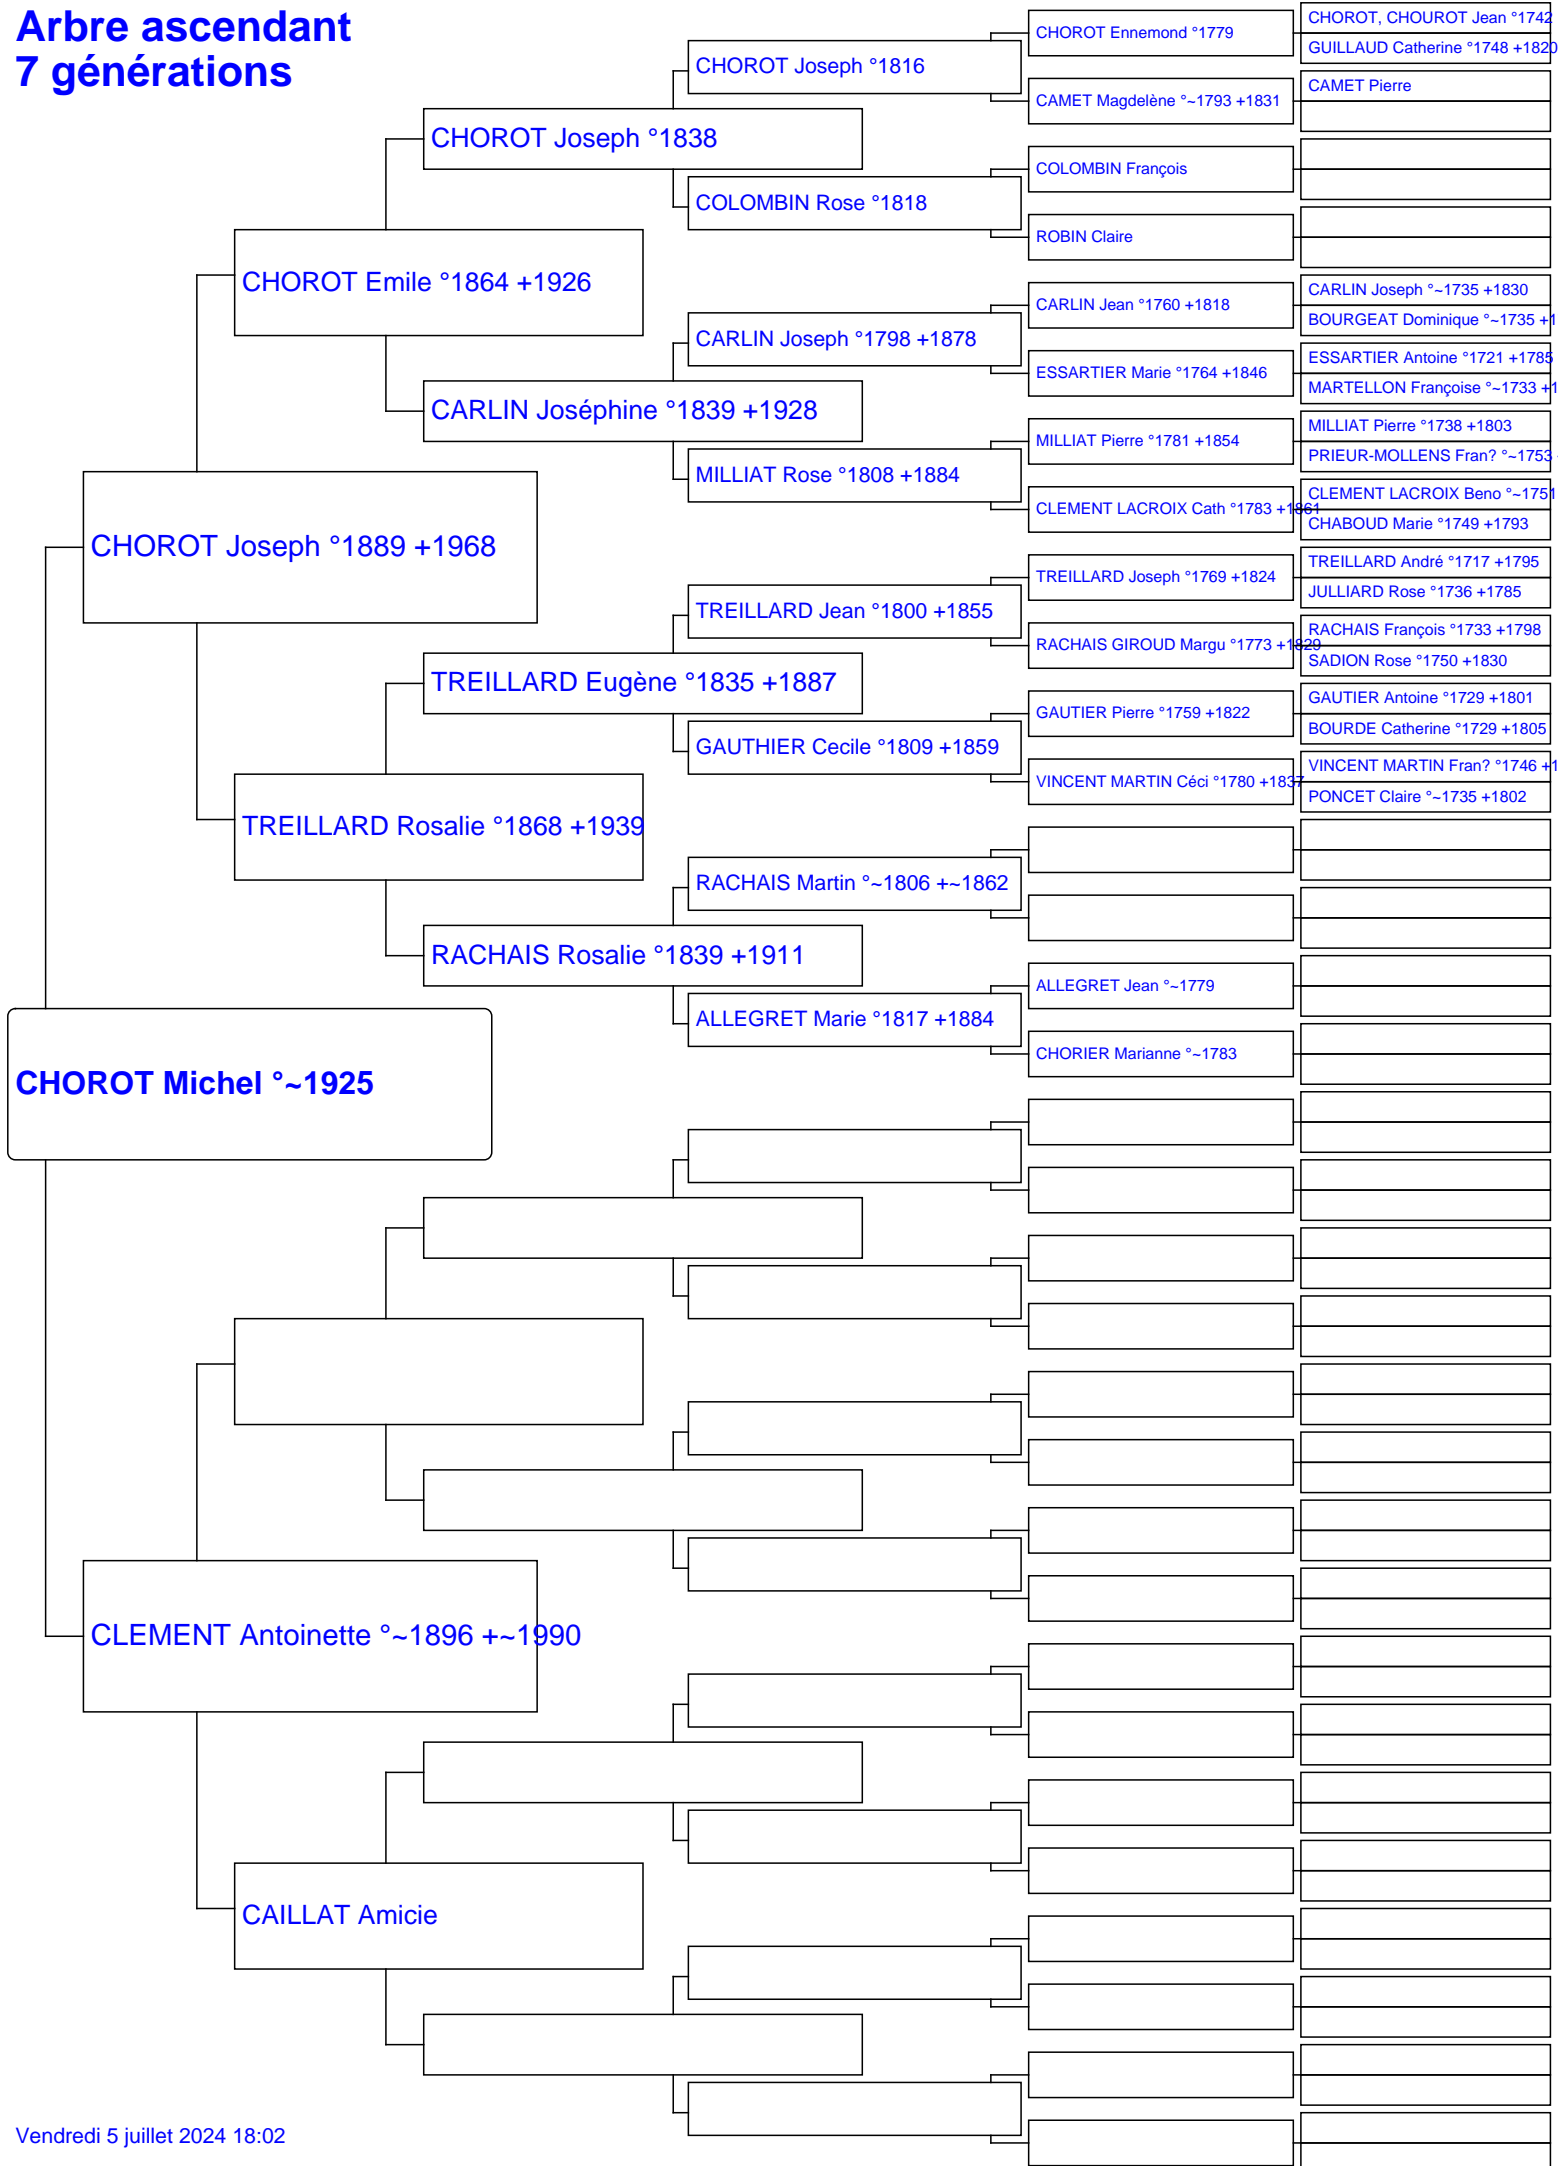 Arbre ascendant
7 générations
CHOROT Michel °~1925
CHOROT Joseph °1889 +1968
CLEMENT Antoinette °~1896 +~1990
CHOROT Emile °1864 +1926
TREILLARD Rosalie °1868 +1939
CAILLAT Amicie
CHOROT Joseph °1838
CARLIN Joséphine °1839 +1928
TREILLARD Eugène °1835 +1887
RACHAIS Rosalie °1839 +1911
CHOROT Joseph °1816
COLOMBIN Rose °1818
CARLIN Joseph °1798 +1878
MILLIAT Rose °1808 +1884
TREILLARD Jean °1800 +1855
GAUTHIER Cecile °1809 +1859
RACHAIS Martin °~1806 +~1862
ALLEGRET Marie °1817 +1884
CHOROT Ennemond °1779
CAMET Magdelène °~1793 +1831
COLOMBIN François
ROBIN Claire
CARLIN Jean °1760 +1818
ESSARTIER Marie °1764 +1846
MILLIAT Pierre °1781 +1854
CLEMENT LACROIX Cath °1783 +1861
TREILLARD Joseph °1769 +1824
RACHAIS GIROUD Margu °1773 +1829
GAUTIER Pierre °1759 +1822
VINCENT MARTIN Céci °1780 +1837
ALLEGRET Jean °~1779
CHORIER Marianne °~1783
CHOROT, CHOUROT Jean °1742
GUILLAUD Catherine °1748 +1820
CAMET Pierre
CARLIN Joseph °~1735 +1830
BOURGEAT Dominique °~1735 +1
ESSARTIER Antoine °1721 +1785
MARTELLON Françoise °~1733 +1
MILLIAT Pierre °1738 +1803
PRIEUR-MOLLENS Fran? °~1753
CLEMENT LACROIX Beno °~1751
CHABOUD Marie °1749 +1793
TREILLARD André °1717 +1795
JULLIARD Rose °1736 +1785
RACHAIS François °1733 +1798
SADION Rose °1750 +1830
GAUTIER Antoine °1729 +1801
BOURDE Catherine °1729 +1805
VINCENT MARTIN Fran? °1746 +1
PONCET Claire °~1735 +1802
Vendredi 5 juillet 2024 18:02